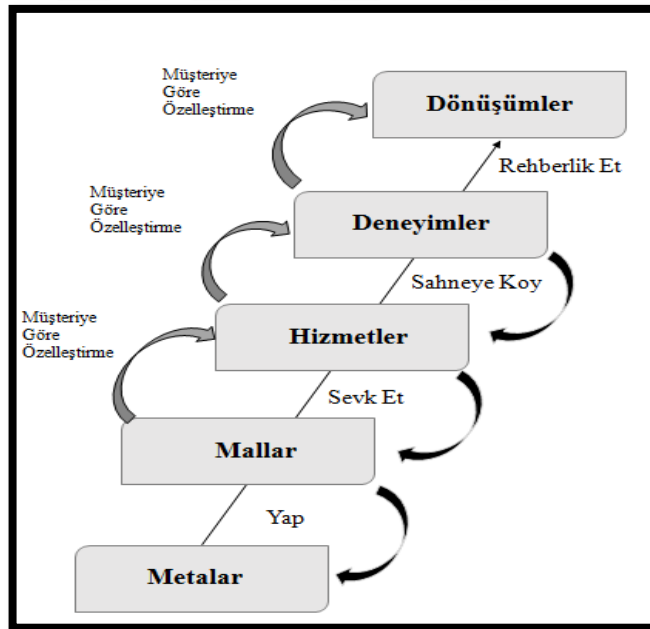 Müşteriye
Göre
Özelleştirme
Dönüşümler
Rehberlik Et
Müşteriye
Göre
Özelleştirme
Deneyimler
Sahneye Koy
Müşteriye
Göre
Özelleştirme
Hizmetler
Sevk Et
Mallar
Yap
Metalar